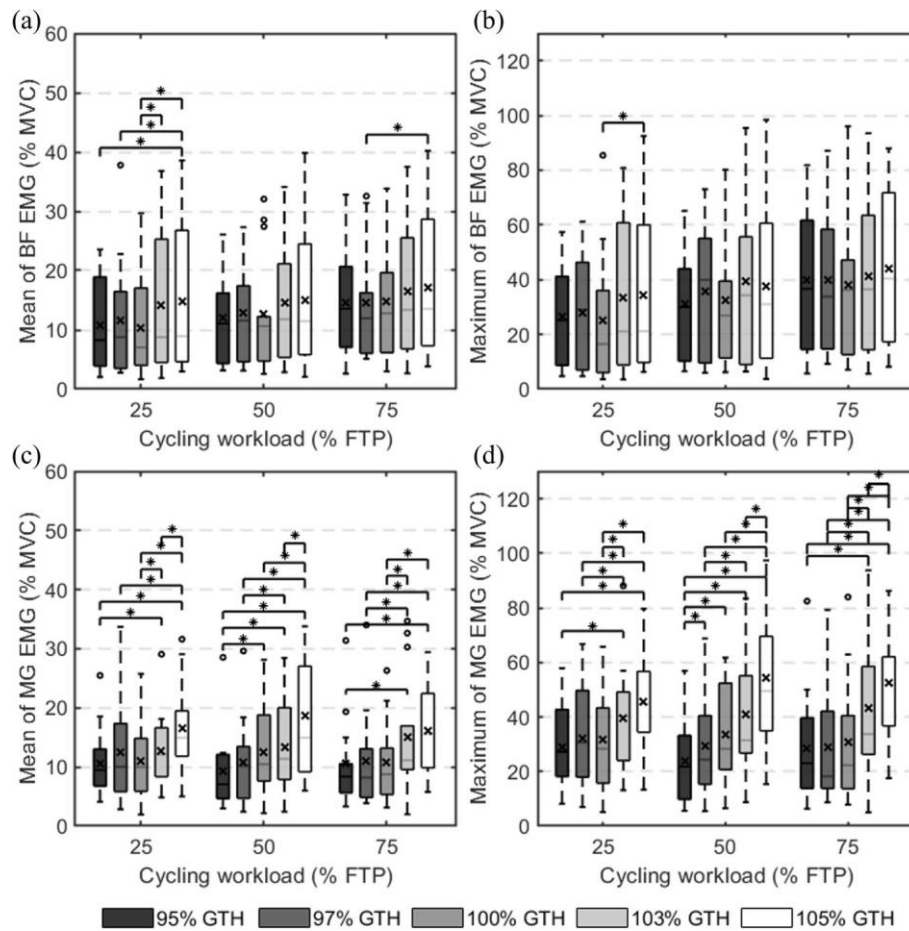 (a)
60
50
40
30
20
10
0
Mean of BF EMG (% MVC)
* * * * *
25 50 75
Cycling workload (% FTP)
(b)
120
100
80
60
40
20
0
Maximum of BF EMG (% MVC)
*
25 50 75
Cycling workload (% FTP)
(c)
60
50
40
30
20
10
0
Mean of MG EMG (% MVC)
25 50 75
Cycling workload (% FTP)
(d)
120
100
80
60
40
20
0
Maximum of MG EMG (% MVC)
25 50 75
Cycling workload (% FTP)
95% GTH 97% GTH 100% GTH 103% GTH 105% GTH